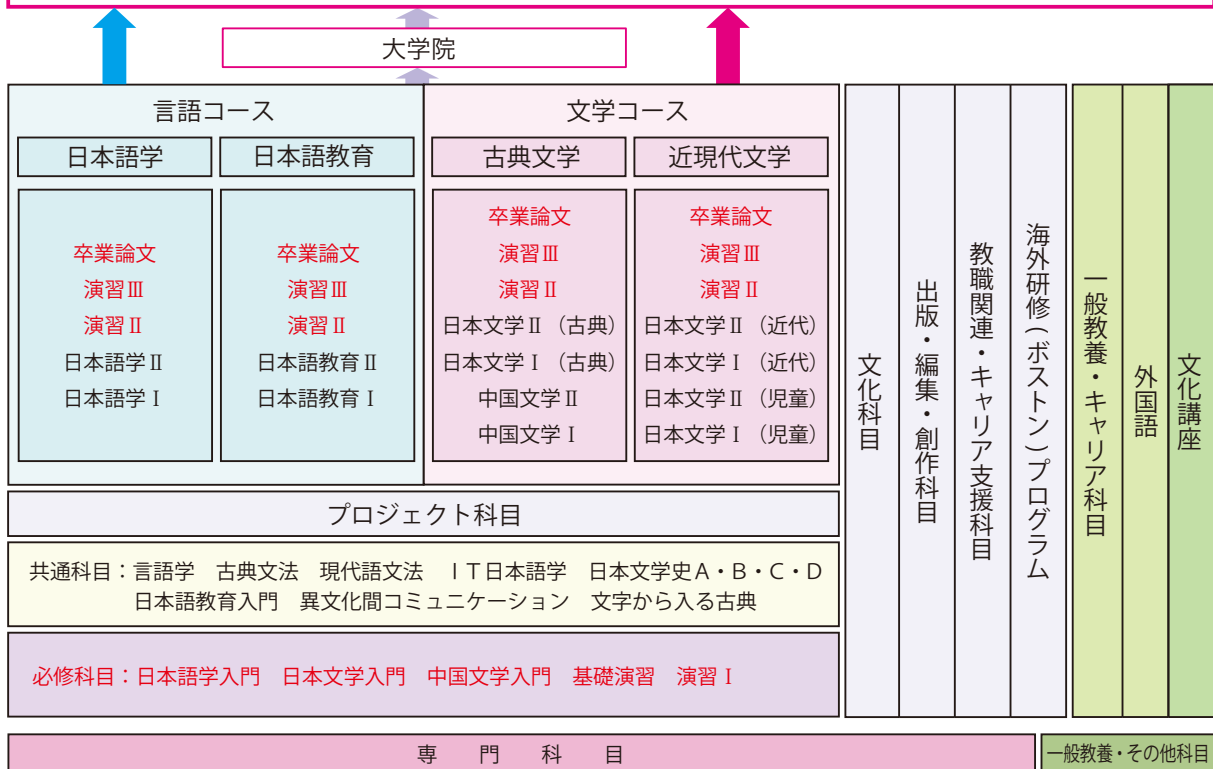 大学院
言語コース
日本語学
日本語教育
卒業論文
演習Ⅲ
演習Ⅱ
日本語学Ⅱ
日本語学Ⅰ
卒業論文
演習Ⅲ
演習Ⅱ
日本語教育Ⅱ
日本語教育Ⅰ
文学コース
古典文学
近現代文学
卒業論文
演習Ⅲ
演習Ⅱ
日本文学Ⅱ（古典）
日本文学Ⅰ（古典）
中国文学Ⅱ
中国文学Ⅰ
卒業論文
演習Ⅲ
演習Ⅱ
日本文学Ⅱ（近代）
日本文学Ⅰ（近代）
日本文学Ⅱ（児童）
日本文学Ⅰ（児童）
プロジェクト科目
共通科目：言語学　古典文法　現代語文法　ＩＴ日本語学　日本文学史A・B・C・D
日本語教育入門　異文化間コミュニケーション　文字から入る古典
必修科目：日本語学入門　日本文学入門　中国文学入門　基礎演習　演習Ⅰ
文化科目
出版・編集・創作科目
教職関連・キャリア支援科目
海外研修（ボストン）プログラム
一般教養・キャリア科目
外国語
文化講座
専門科目
一般教養・その他科目